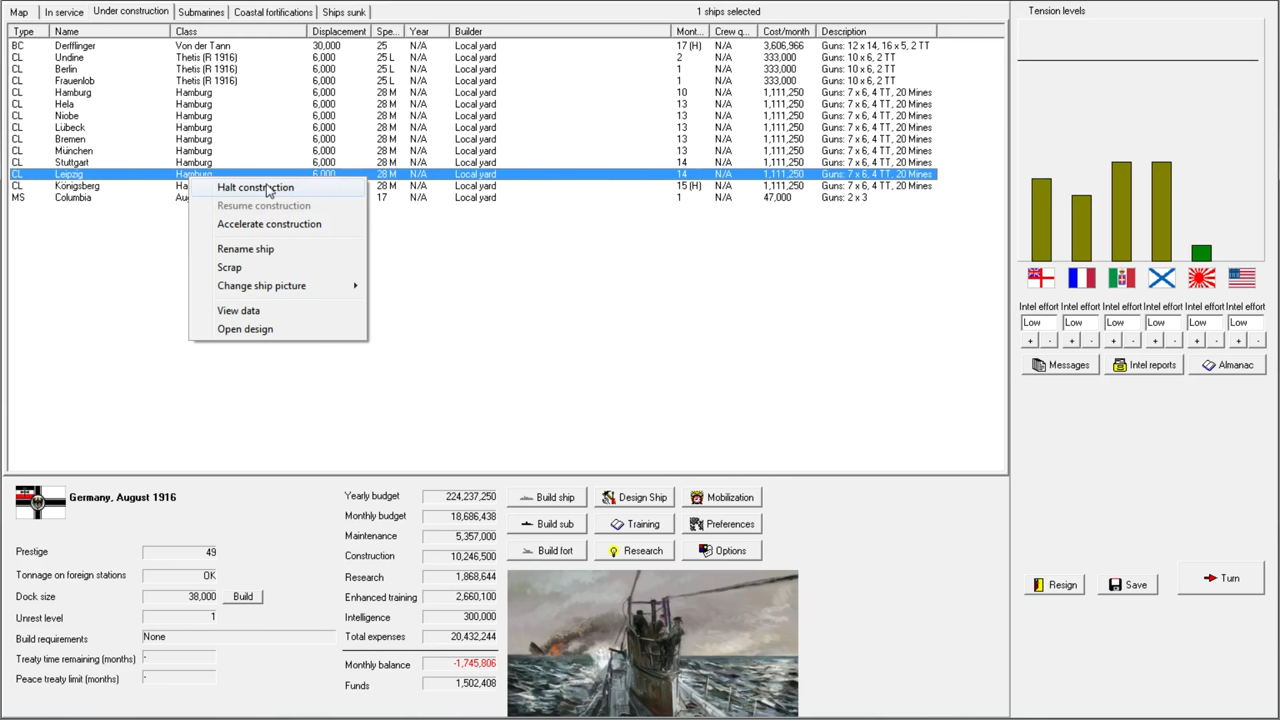 Map In service Under construction Submarines Coastal fortifications Ships sunk 1 ships selected Tension levels
Type Name Class Displacement Spe... Year Builder Mont... Crew q... Cost/month Description
BC Derfflinger Von der Tann 30,000 25 N/A Local yard 17 (H) N/A 3,606,966 Guns: 12 x 14, 16 x 5, 2 TT
CL Undine Thetis (R 1916) 6,000 25 L N/A Local yard 2 N/A 333,000 Guns: 10 x 6, 2 TT
CL Berlin Thetis (R 1916) 6,000 25 L N/A Local yard 1 N/A 333,000 Guns: 10 x 6, 2 TT
CL Frauenlob Thetis (R 1916) 6,000 25 L N/A Local yard 1 N/A 333,000 Guns: 10 x 6, 2 TT
CL Hamburg Hamburg 6,000 28 M N/A Local yard 10 N/A 1,111,250 Guns: 7 x 6, 4 TT, 20 Mines
CL Hela Hamburg 6,000 28 M N/A Local yard 13 N/A 1,111,250 Guns: 7 x 6, 4 TT, 20 Mines
CL Niobe Hamburg 6,000 28 M N/A Local yard 13 N/A 1,111,250 Guns: 7 x 6, 4 TT, 20 Mines
CL Lübeck Hamburg 6,000 28 M N/A Local yard 13 N/A 1,111,250 Guns: 7 x 6, 4 TT, 20 Mines
CL Bremen Hamburg 6,000 28 M N/A Local yard 13 N/A 1,111,250 Guns: 7 x 6, 4 TT, 20 Mines
CL München Hamburg 6,000 28 M N/A Local yard 13 N/A 1,111,250 Guns: 7 x 6, 4 TT, 20 Mines
CL Stuttgart Hamburg 6,000 28 M N/A Local yard 14 N/A 1,111,250 Guns: 7 x 6, 4 TT, 20 Mines
CL Leipzig Hamburg 6,000 28 M N/A Local yard 14 N/A 1,111,250 Guns: 7 x 6, 4 TT, 20 Mines
CL Königsberg Ha 28 M N/A Local yard 15 (H) N/A 1,111,250 Guns: 7 x 6, 4 TT, 20 Mines
MS Columbia Aug 17 N/A Local yard 1 N/A 47,000 Guns: 2 x 3
Halt construction
Resume construction
Accelerate construction
Rename ship
Scrap
Change ship picture
View data
Open design
Intel effort Intel effort Intel effort Intel effort Intel effort Intel effort
Low Low Low Low Low Low
+ - + - + - + - + - + -
Messages Intel reports Almanac
Germany, August 1916
Prestige 49
Tonnage on foreign stations OK
Dock size 38,000 Build
Unrest level 1
Build requirements None
Treaty time remaining (months) -
Peace treaty limit (months) -
Yearly budget 224,237,250
Monthly budget 18,686,438
Maintenance 5,357,000
Construction 10,246,500
Research 1,868,644
Enhanced training 2,660,100
Intelligence 300,000
Total expenses 20,432,244
Monthly balance -1,745,806
Funds 1,502,408
Build ship Design Ship Mobilization
Build sub Training Preferences
Build fort Research Options
Resign Save Turn